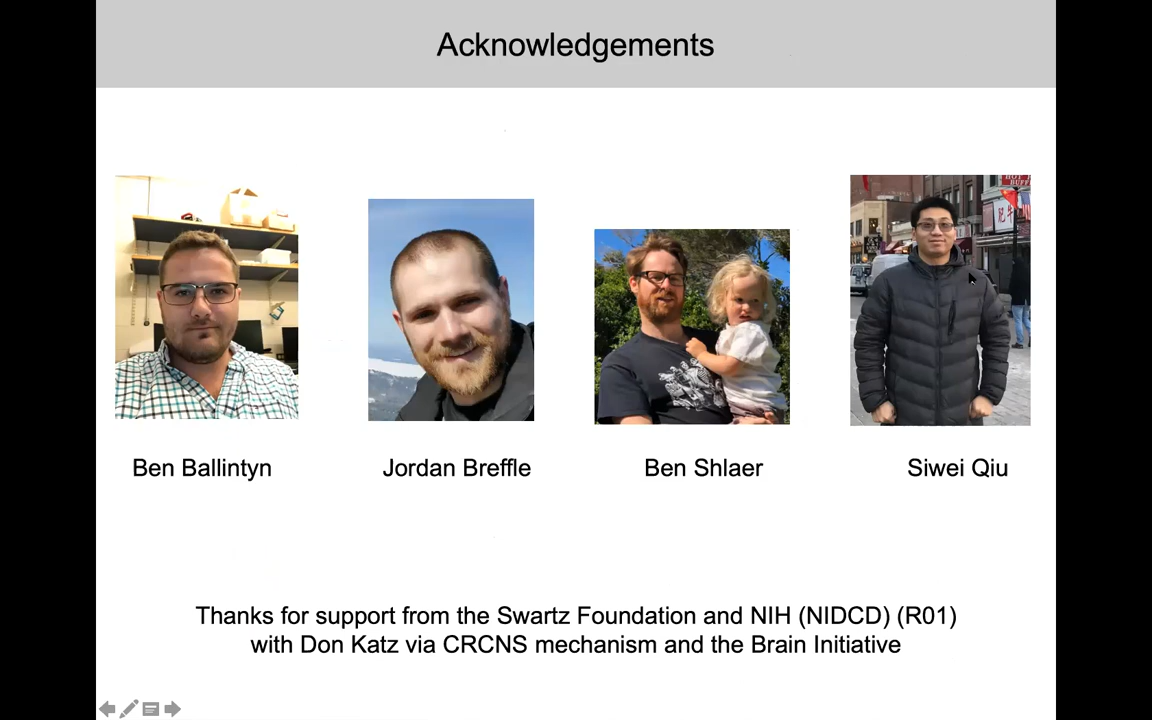 Acknowledgements
Ben Ballintyn
Jordan Breffle
Ben Shlaer
Siwei Qiu
Thanks for support from the Swartz Foundation and NIH (NIDCD) (R01)
with Don Katz via CRCNS mechanism and the Brain Initiative